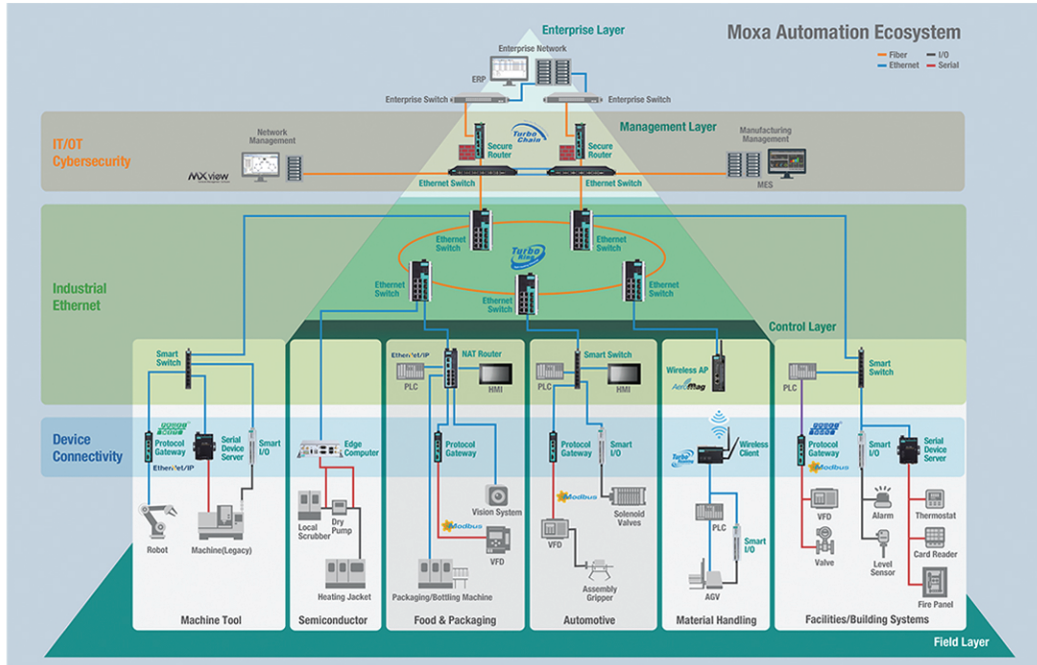 Enterprise Layer
Moxa Automation Ecosystem
Enterprise Network
Fiber
I/O
Ethernet
Serial
ERP
Enterprise Switch
Enterprise Switch
IT/OT
Cybersecurity
Management Layer
Network
Management
Turbo
Chain
Manufacturing
Management
Secure
Router
Secure
Router
MXview
Ethernet Switch
Ethernet Switch
MES
Industrial
Ethernet
Ethernet
Switch
Ethernet
Switch
Turbo
Ring
Ethernet
Switch
Ethernet
Switch
Ethernet
Switch
Control Layer
Smart
Switch
EtherNet/IP
NAT Router
PLC
HMI
Smart Switch
PLC
HMI
Wireless AP
AeroMag
PLC
Smart
Switch
Device
Connectivity
Protocol
Gateway
EtherNet/IP
Serial
Device
Server
Smart
I/O
Edge
Computer
Protocol
Gateway
Protocol
Gateway
Smart
I/O
Wireless
Client
Turbo
Protocol
Gateway
Modbus
Smart
I/O
Serial
Device
Server
Robot
Machine(Legacy)
Local
Scrubber
Dry
Pump
Heating Jacket
Vision System
Modbus
VFD
Packaging/Bottling Machine
Modbus
VFD
Solenoid
Valves
Assembly
Gripper
PLC
Smart
I/O
AGV
VFD
Valve
Alarm
Level
Sensor
Thermostat
Card Reader
Fire Panel
Machine Tool
Semiconductor
Food & Packaging
Automotive
Material Handling
Facilities/Building Systems
Field Layer